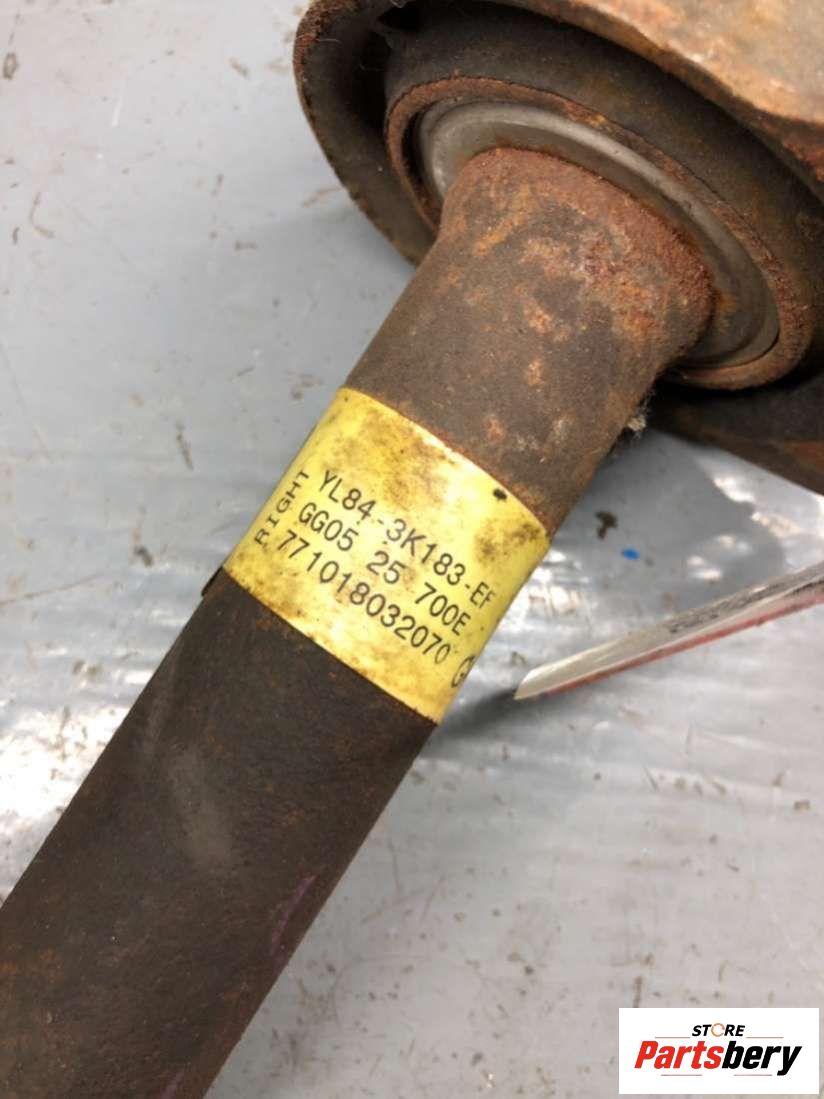 RIGHT
YL84-3K183-EF
GG05 25 700E
771018032070
STORE
Partsbery